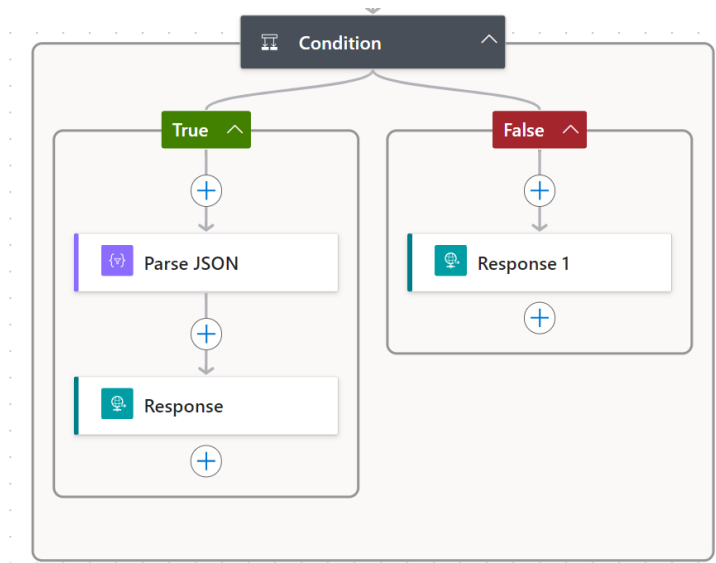 Condition
True
False
Parse JSON
Response 1
Response